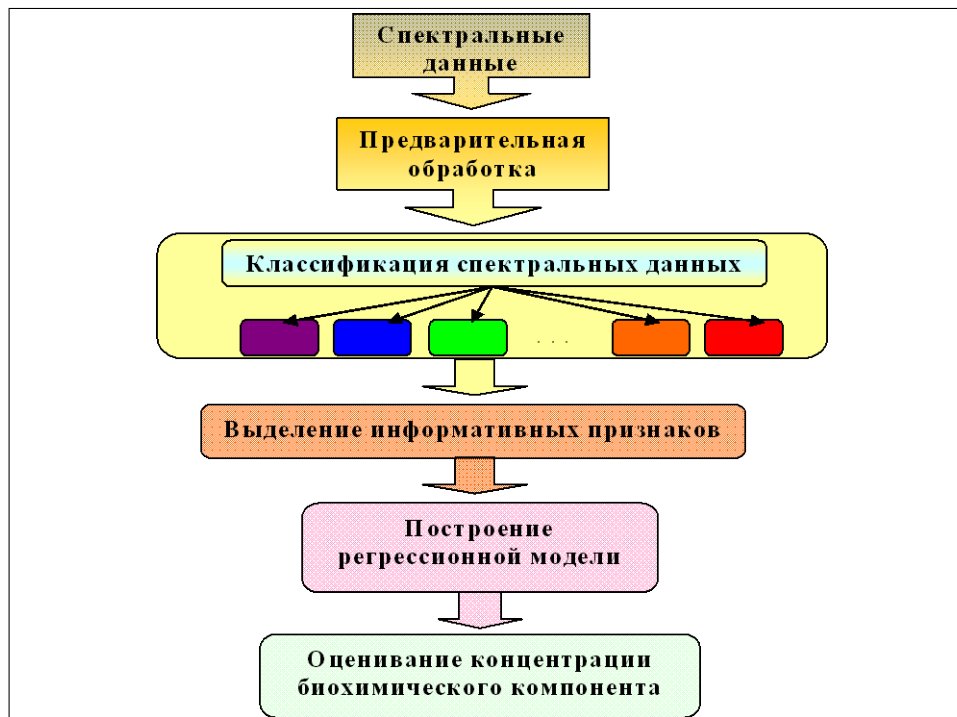 Спектральные
данные
Предварительная
обработка
Классификация спектральных данных
. . .
Выделение информативных признаков
Построение
регрессионной модели
Оценивание концентрации
биохимического компонента